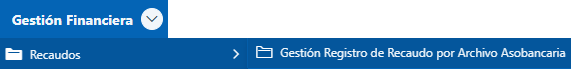 Gestión Financiera
Recaudos
Gestión Registro de Recaudo por Archivo Asobancaria